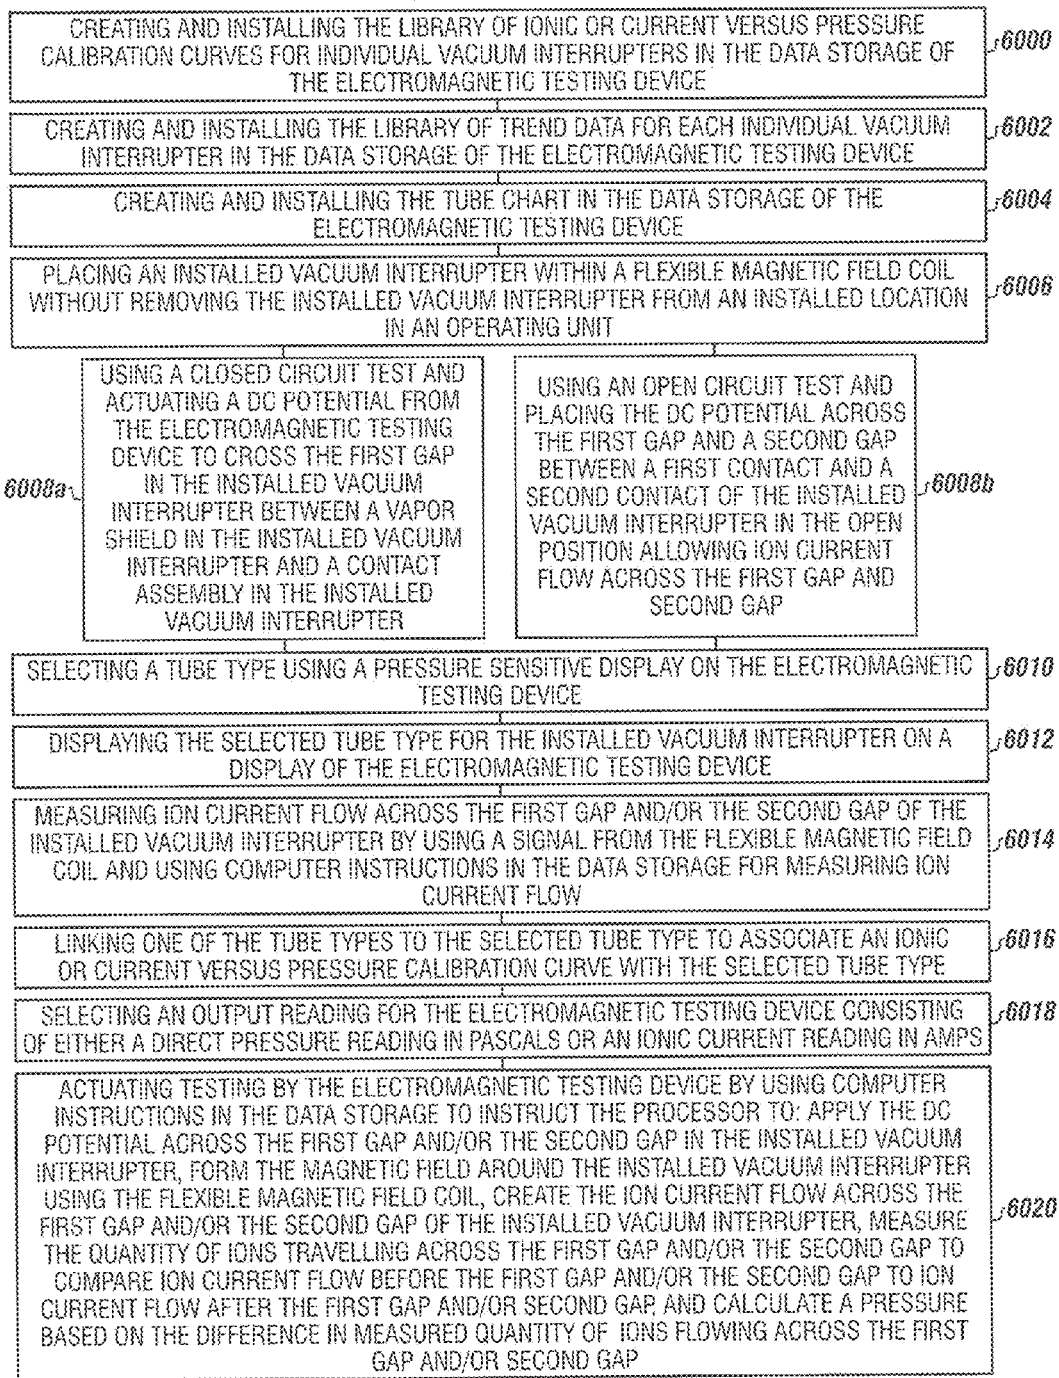 CREATING AND INSTALLING THE LIBRARY OF IONIC OR CURRENT VERSUS PRESSURE
CALIBRATION CURVES FOR INDIVIDUAL VACUUM INTERRUPTERS IN THE DATA STORAGE OF
THE ELECTROMAGNETIC TESTING DEVICE
6000
CREATING AND INSTALLING THE LIBRARY OF TREND DATA FOR EACH INDIVIDUAL VACUUM
INTERRUPTER IN THE DATA STORAGE OF THE ELECTROMAGNETIC TESTING DEVICE
6002
CREATING AND INSTALLING THE TUBE CHART IN THE DATA STORAGE OF THE
ELECTROMAGNETIC TESTING DEVICE
6004
PLACING AN INSTALLED VACUUM INTERRUPTER WITHIN A FLEXIBLE MAGNETIC FIELD COIL
WITHOUT REMOVING THE INSTALLED VACUUM INTERRUPTER FROM AN INSTALLED LOCATION
IN AN OPERATING UNIT
6006
USING A CLOSED CIRCUIT TEST AND
ACTUATING A DC POTENTIAL FROM
THE ELECTROMAGNETIC TESTING
DEVICE TO CROSS THE FIRST GAP
IN THE INSTALLED VACUUM
INTERRUPTER BETWEEN A VAPOR
SHIELD IN THE INSTALLED VACUUM
INTERRUPTER AND A CONTACT
ASSEMBLY IN THE INSTALLED
VACUUM INTERRUPTER
6008a
USING AN OPEN CIRCUIT TEST AND
PLACING THE DC POTENTIAL ACROSS
THE FIRST GAP AND A SECOND GAP
BETWEEN A FIRST CONTACT AND A
SECOND CONTACT OF THE INSTALLED
VACUUM INTERRUPTER IN THE OPEN
POSITION ALLOWING ION CURRENT
FLOW ACROSS THE FIRST GAP AND
SECOND GAP
6008b
SELECTING A TUBE TYPE USING A PRESSURE SENSITIVE DISPLAY ON THE ELECTROMAGNETIC
TESTING DEVICE
6010
DISPLAYING THE SELECTED TUBE TYPE FOR THE INSTALLED VACUUM INTERRUPTER ON A
DISPLAY OF THE ELECTROMAGNETIC TESTING DEVICE
6012
MEASURING ION CURRENT FLOW ACROSS THE FIRST GAP AND/OR THE SECOND GAP OF THE
INSTALLED VACUUM INTERRUPTER BY USING A SIGNAL FROM THE FLEXIBLE MAGNETIC FIELD
COIL AND USING COMPUTER INSTRUCTIONS IN THE DATA STORAGE FOR MEASURING ION
CURRENT FLOW
6014
LINKING ONE OF THE TUBE TYPES TO THE SELECTED TUBE TYPE TO ASSOCIATE AN IONIC
OR CURRENT VERSUS PRESSURE CALIBRATION CURVE WITH THE SELECTED TUBE TYPE
6016
SELECTING AN OUTPUT READING FOR THE ELECTROMAGNETIC TESTING DEVICE CONSISTING
OF EITHER A DIRECT PRESSURE READING IN PASCALS OR AN IONIC CURRENT READING IN AMPS
6018
ACTUATING TESTING BY THE ELECTROMAGNETIC TESTING DEVICE BY USING COMPUTER
INSTRUCTIONS IN THE DATA STORAGE TO INSTRUCT THE PROCESSOR TO: APPLY THE DC
POTENTIAL ACROSS THE FIRST GAP AND/OR THE SECOND GAP IN THE INSTALLED VACUUM
INTERRUPTER, FORM THE MAGNETIC FIELD AROUND THE INSTALLED VACUUM INTERRUPTER
USING THE FLEXIBLE MAGNETIC FIELD COIL, CREATE THE ION CURRENT FLOW ACROSS THE
FIRST GAP AND/OR THE SECOND GAP OF THE INSTALLED VACUUM INTERRUPTER, MEASURE
THE QUANTITY OF IONS TRAVELLING ACROSS THE FIRST GAP AND/OR THE SECOND GAP TO
COMPARE ION CURRENT FLOW BEFORE THE FIRST GAP AND/OR THE SECOND GAP TO ION
CURRENT FLOW AFTER THE FIRST GAP AND/OR SECOND GAP, AND CALCULATE A PRESSURE
BASED ON THE DIFFERENCE IN MEASURED QUANTITY OF IONS FLOWING ACROSS THE FIRST
GAP AND/OR SECOND GAP
6020